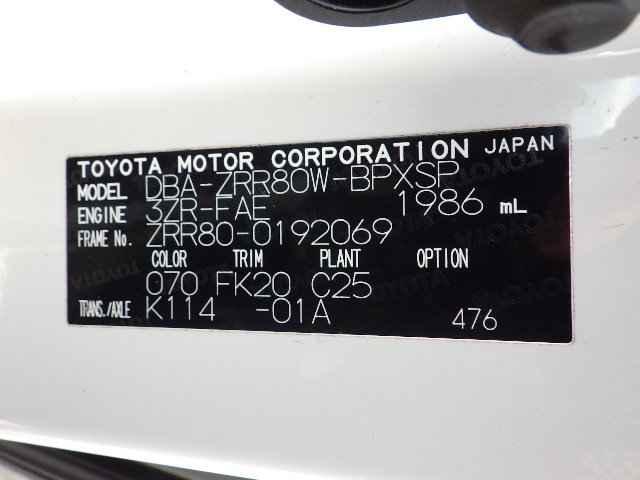 TOYOTA MOTOR CORPORATION JAPAN
MODEL DBA-ZRR80W-BPXSP
ENGINE 3ZR-FAE 1986 mL
FRAME No. ZRR80-0192069
COLOR TRIM PLANT OPTION
070 FK20 C25
TRANS./AXLE K114 -01A 476